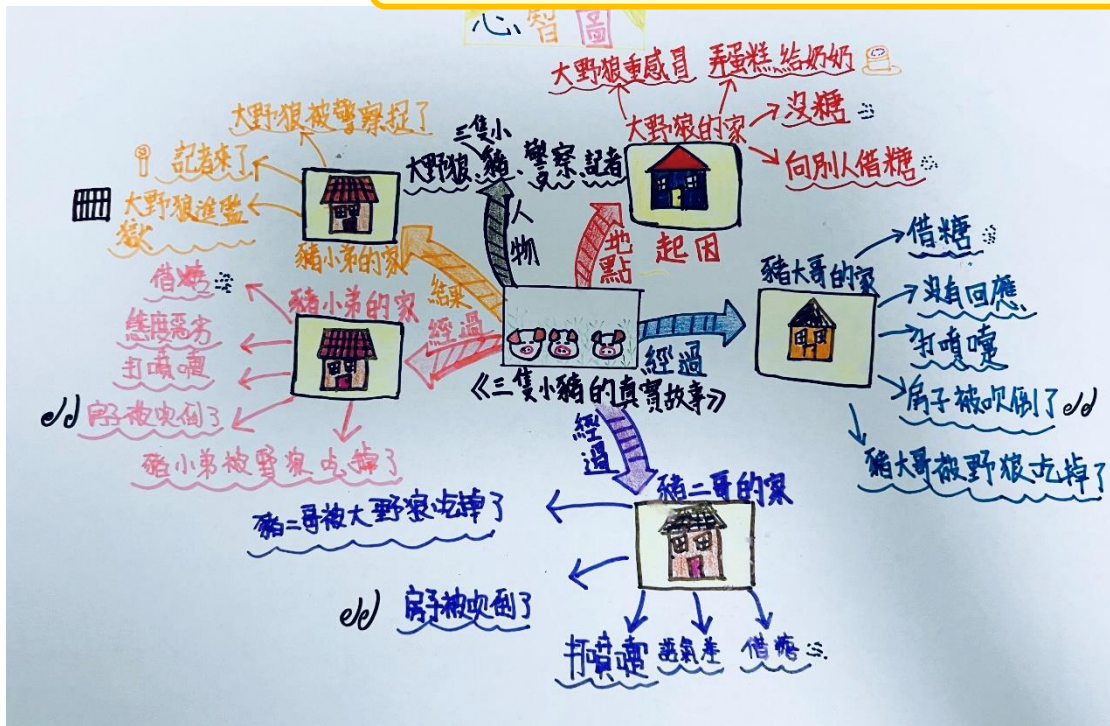 心智圖
大野狼重感冒
弄蛋糕給奶奶
大野狼的家
沒糖
向別人借糖
地點
起因
三隻小
大野狼、豬、警察、記者
人物
大野狼被警察捉了
記者來了
大野狼進監
獄
豬小弟的家
結果
豬大哥的家
借糖
沒有回應
打噴嚏
房子被吹倒了
豬大哥被野狼吃掉了
經過
《三隻小豬的真實故事》
豬小弟的家
經過
借糖
態度惡劣
打噴嚏
房子被吹倒了
豬小弟被野狼吃掉了
經過
豬二哥的家
豬二哥被大野狼吃掉了
房子被吹倒了
打噴嚏
語氣差
借糖